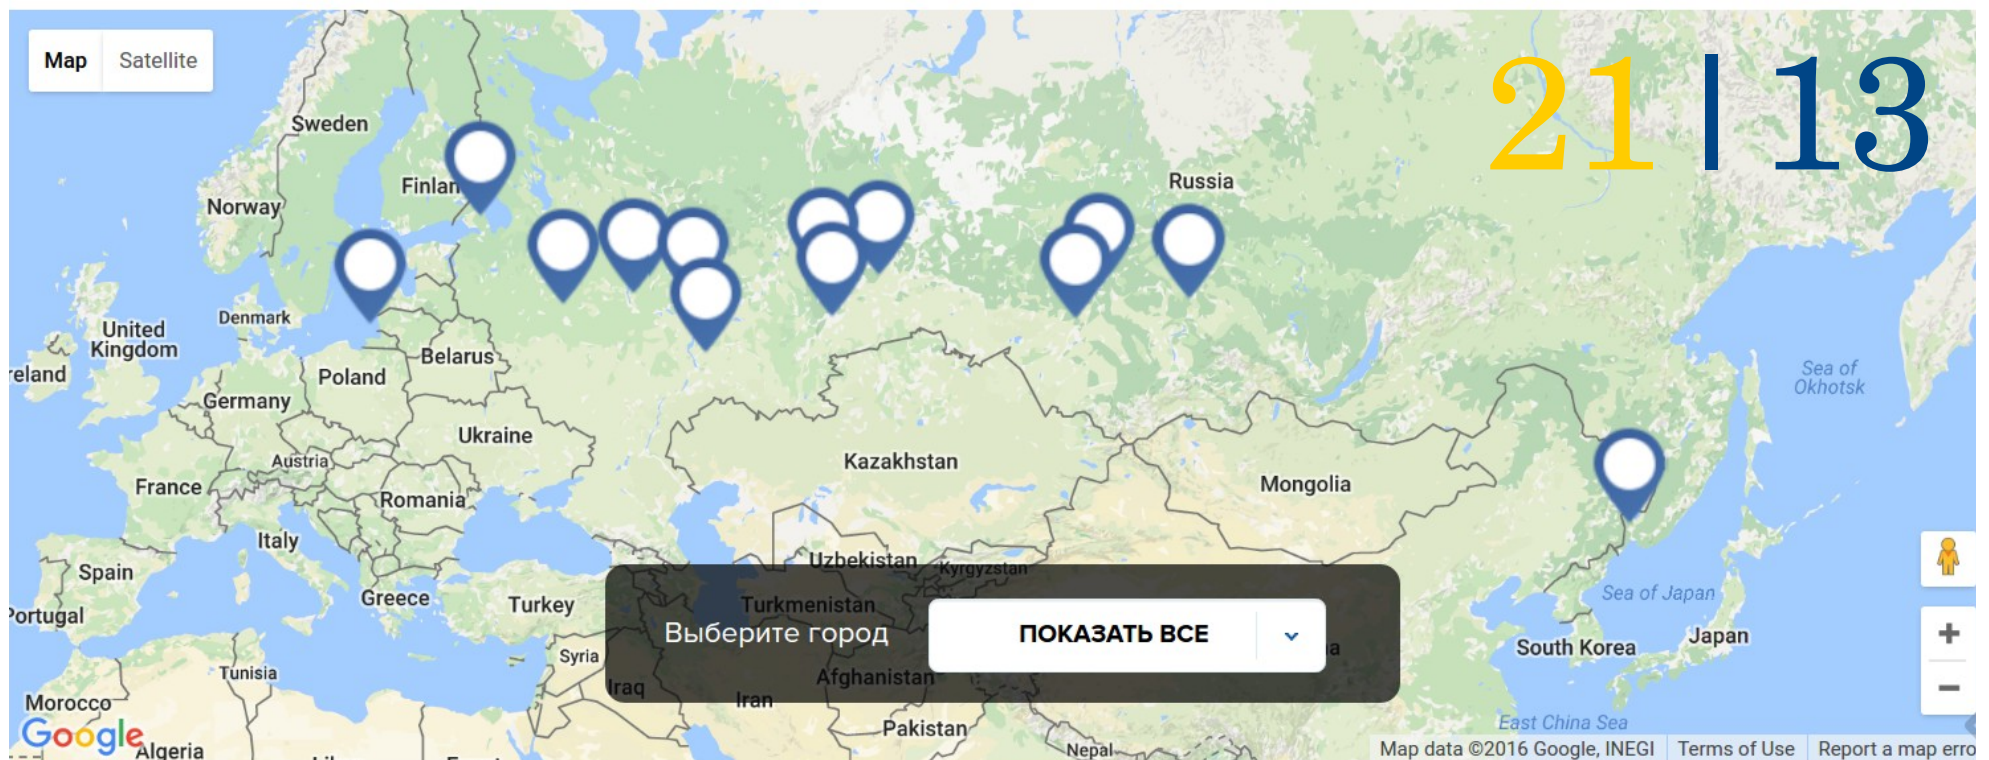 Map Satellite
21|13
Sweden
Finlan
Russia
Norway
Denmark
United
Kingdom
reland
Belarus
Poland
Germany
Sea of
Okhotsk
Ukraine
Austria
Kazakhstan
France
Romania
Mongolia
Italy
Uzbekistan
Kyrgyzstan
Spain
Greece
Turkey
Turkmenistan
Sea of Japan
Portugal
Выберите город
ПОКАЗАТЬ ВСЕ
Japan
South Korea
Syria
Tunisia
Afghanistan
Iraq
Iran
Morocco
Pakistan
East China Sea
Google
Algeria
Nepal
Map data ©2016 Google, INEGI
Terms of Use
Report a map erro